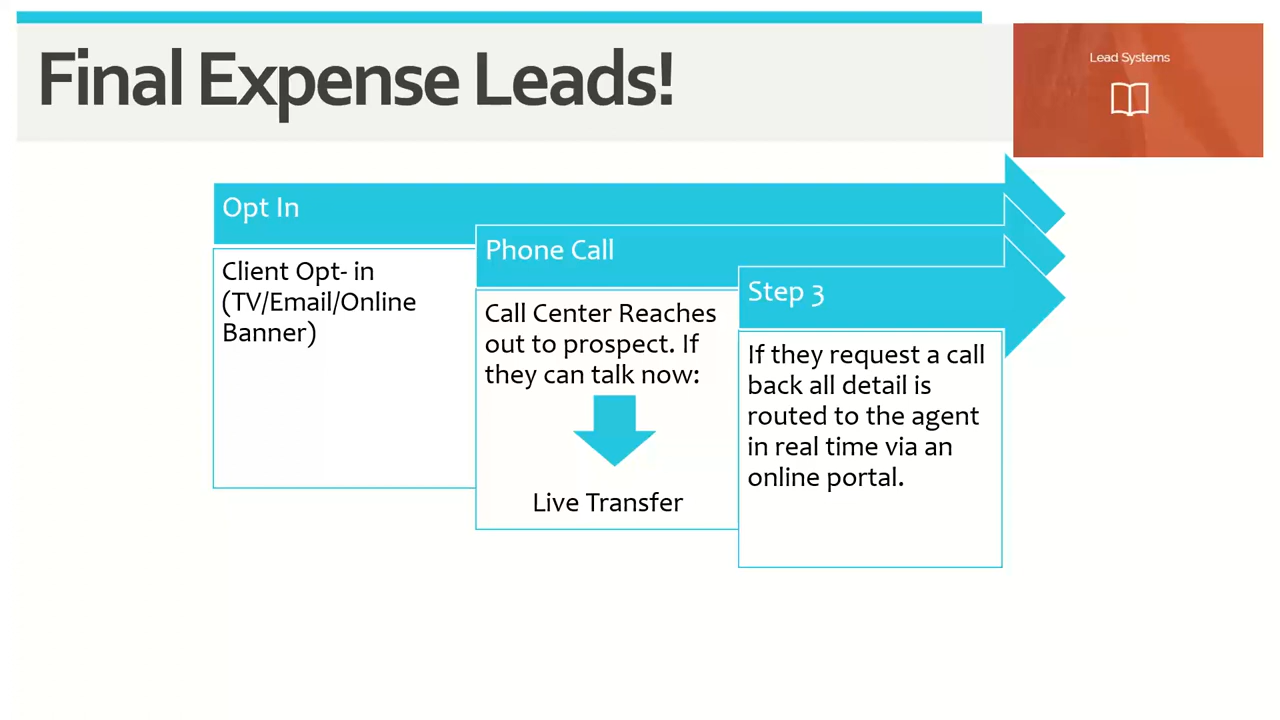 Final Expense Leads!
Lead Systems
Opt In
Client Opt- in
(TV/Email/Online
Banner)
Phone Call
Call Center Reaches
out to prospect. If
they can talk now:
Live Transfer
Step 3
If they request a call
back all detail is
routed to the agent
in real time via an
online portal.